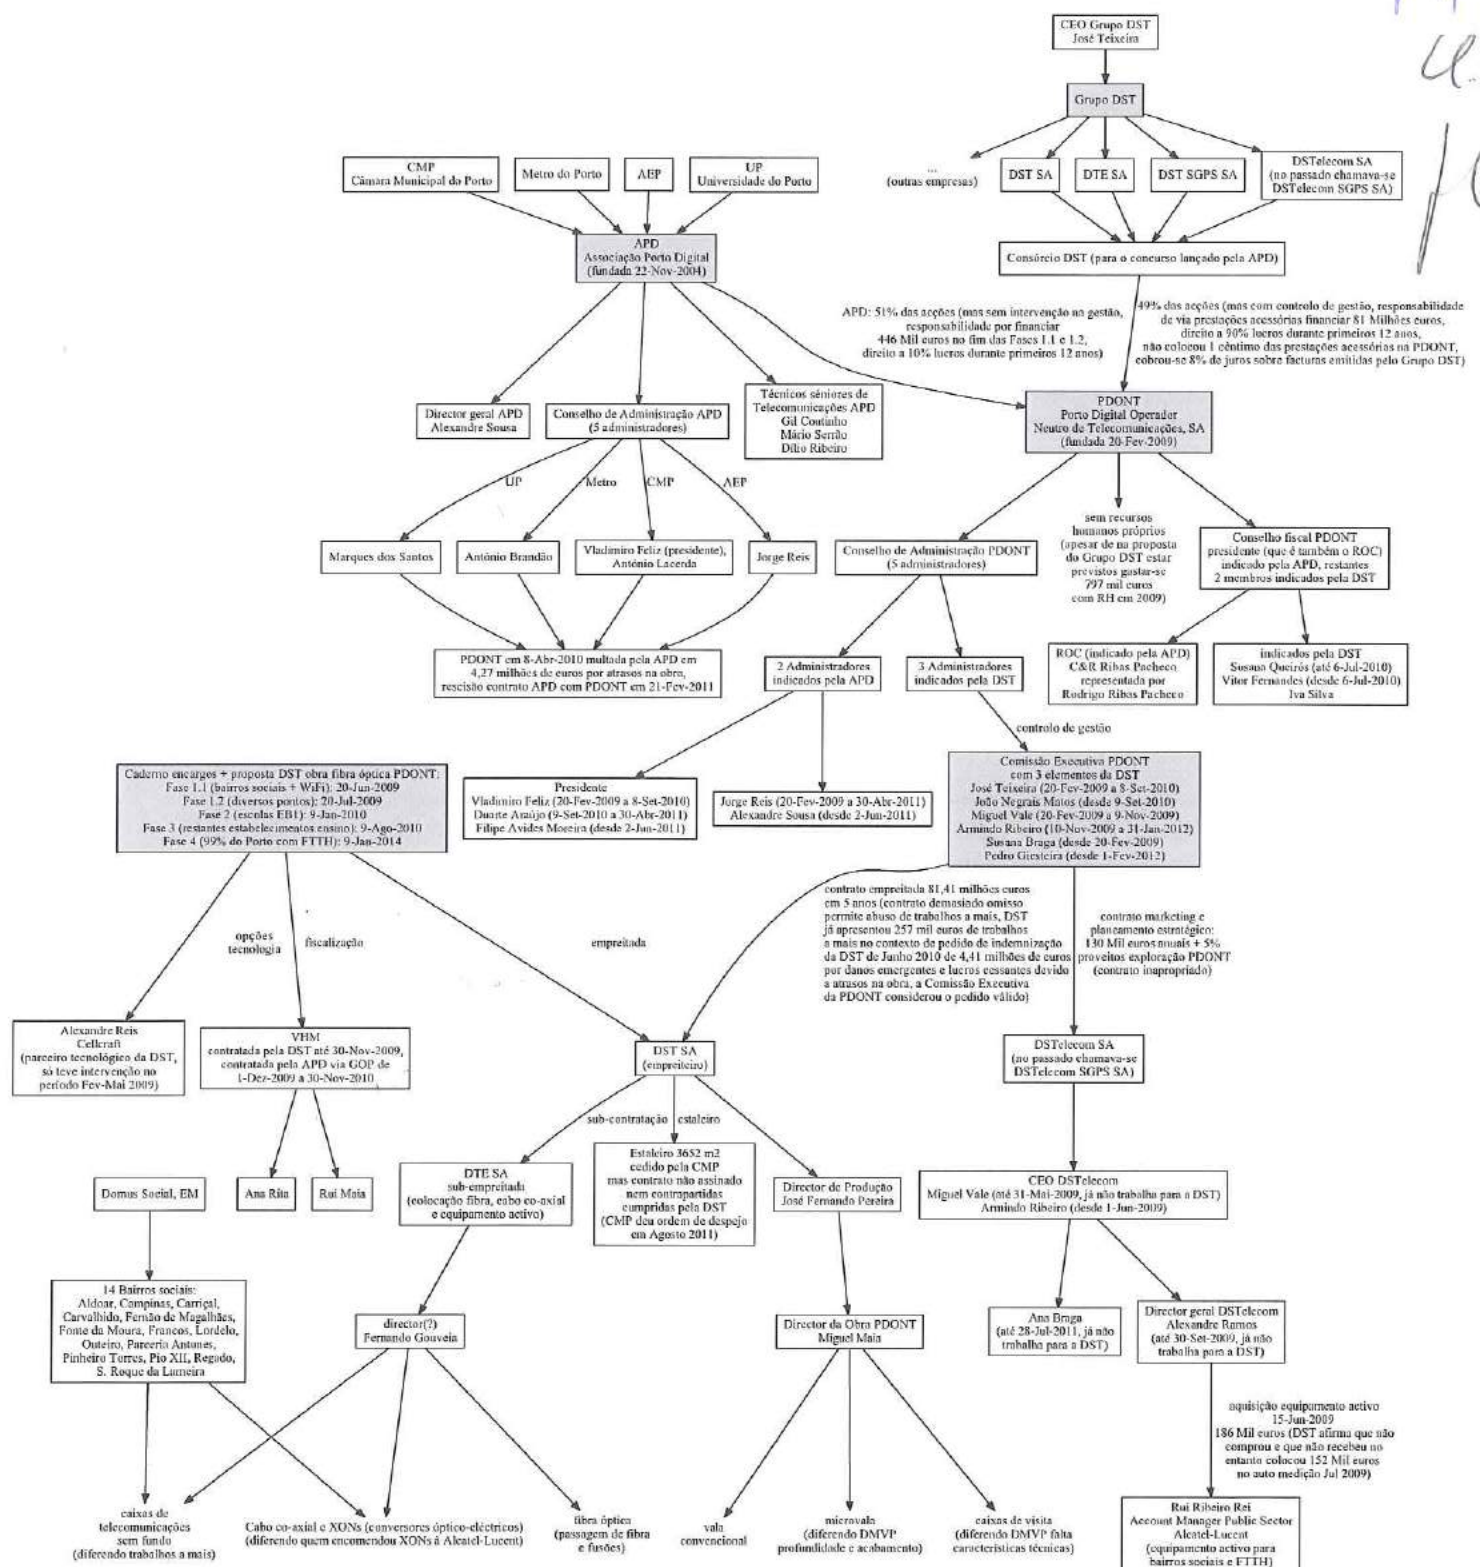 CEO Grupo DST
José Teixeira
Grupo DST
...
(outras empresas)
DST SA
DTE SA
DST SGPS SA
DSTelecom SA
(no passado chamava-se
DSTelecom SGPS SA)
Consórcio DST (para o concurso lançado pela APD)
CMP
Câmara Municipal do Porto
Metro do Porto
AEP
UP
Universidade do Porto
APD
Associação Porto Digital
(fundada 22-Nov-2004)
APD: 51% das acções (mas sem intervenção na gestão,
responsabilidade por financiar
446 Mil euros no fim das Fases 1.1 e 1.2,
direito a 10% lucros durante primeiros 12 anos)
49% das acções (mas com controlo de gestão, responsabilidade
de via prestações acessórias financiar 81 Milhões euros,
direito a 90% lucros durante primeiros 12 anos,
não colocou 1 cêntimo das prestações acessórias na PDONT,
cobrou-se 8% de juros sobre facturas emitidas pelo Grupo DST)
Director geral APD
Alexandre Sousa
Conselho de Administração APD
(5 administradores)
Técnicos séniores de
Telecomunicações APD
Gil Coutinho
Mário Serrão
Dílio Ribeiro
PDONT
Porto Digital Operador
Neutro de Telecomunicações, SA
(fundada 20-Fev-2009)
UP
Metro
CMP
AEP
Marques dos Santos
António Brandão
Vladimiro Feliz (presidente),
António Lacerda
Jorge Reis
Conselho de Administração PDONT
(5 administradores)
sem recursos
humanos próprios
(apesar de na proposta
do Grupo DST estar
previstos gastar-se
797 mil euros
com RH em 2009)
Conselho fiscal PDONT
presidente (que é também o ROC)
indicado pela APD, restantes
2 membros indicados pela DST
PDONT em 8-Abr-2010 multada pela APD em
4,27 milhões de euros por atrasos na obra,
rescisão contrato APD com PDONT em 21-Fev-2011
2 Administradores
indicados pela APD
3 Administradores
indicados pela DST
ROC (indicado pela APD)
C&R Ribas Pacheco
representada por
Rodrigo Ribas Pacheco
indicados pela DST
Susana Queirós (até 6-Jul-2010)
Vitor Fernandes (desde 6-Jul-2010)
Iva Silva
controlo de gestão
Caderno encargos + proposta DST obra fibra óptica PDONT:
Fase 1.1 (bairros sociais + WiFi): 20-Jun-2009
Fase 1.2 (diversos pontos): 20-Jul-2009
Fase 2 (escolas EB1): 9-Jan-2010
Fase 3 (restantes estabelecimentos ensino): 9-Ago-2010
Fase 4 (99% do Porto com FTTH): 9-Jan-2014
Presidente
Vladimiro Feliz (20-Fev-2009 a 8-Set-2010)
Duarte Araújo (9-Set-2010 a 30-Abr-2011)
Filipe Avides Moreira (desde 2-Jun-2011)
Jorge Reis (20-Fev-2009 a 30-Abr-2011)
Alexandre Sousa (desde 2-Jun-2011)
Comissão Executiva PDONT
com 3 elementos da DST
José Teixeira (20-Fev-2009 a 8-Set-2010)
João Negrais Matos (desde 9-Set-2010)
Miguel Vale (20-Fev-2009 a 9-Nov-2009)
Armindo Ribeiro (10-Nov-2009 a 31-Jan-2012)
Susana Braga (desde 20-Fev-2009)
Pedro Giesteira (desde 1-Fev-2012)
opções
tecnologia
fiscalização
empreitada
contrato empreitada 81,41 milhões euros
em 5 anos (contrato demasiado omisso
permite abuso de trabalhos a mais, DST
já apresentou 257 mil euros de trabalhos
a mais no contexto de pedido de indemnização
da DST de Junho 2010 de 4,41 milhões de euros
por danos emergentes e lucros cessantes devido
a atrasos na obra, a Comissão Executiva
da PDONT considerou o pedido válido)
contrato marketing e
planeamento estratégico:
130 Mil euros anuais + 5%
proveitos exploração PDONT
(contrato inapropriado)
Alexandre Reis
Cellcraft
(parceiro tecnológico da DST,
só teve intervenção no
período Fev-Mai 2009)
VHM
contratada pela DST até 30-Nov-2009,
contratada pela APD via GOP de
1-Dez-2009 a 30-Nov-2010
DST SA
(empreiteiro)
DSTelecom SA
(no passado chamava-se
DSTelecom SGPS SA)
sub-contratação
estaleiro
Domus Social, EM
Ana Rita
Rui Maia
DTE SA
sub-empreitada
(colocação fibra, cabo co-axial
e equipamento activo)
Estaleiro 3652 m2
cedido pela CMP
mas contrato não assinado
nem contrapartidas
cumpridas pela DST
(CMP deu ordem de despejo
em Agosto 2011)
Director de Produção
José Fernando Pereira
CEO DSTelecom
Miguel Vale (até 31-Mai-2009, já não trabalha para a DST)
Armindo Ribeiro (desde 1-Jun-2009)
14 Bairros sociais:
Aldoar, Campinas, Carriçal,
Carvalhido, Fernão de Magalhães,
Fonte da Moura, Francos, Lordelo,
Outeiro, Parceria Antunes,
Pinheiro Torres, Pio XII, Regado,
S. Roque da Lameira
director(?)
Fernando Gouveia
Director da Obra PDONT
Miguel Maia
Ana Braga
(até 28-Jul-2011, já não
trabalha para a DST)
Director geral DSTelecom
Alexandre Ramos
(até 30-Set-2009, já não
trabalha para a DST)
aquisição equipamento activo
15-Jun-2009
186 Mil euros (DST afirma que não
comprou e que não recebeu no
entanto colocou 152 Mil euros
no auto medição Jul 2009)
caixas de
telecomunicações
sem fundo
(diferendo trabalhos a mais)
Cabo co-axial e XONs (conversores óptico-eléctricos)
(diferendo quem encomendou XONs à Alcatel-Lucent)
fibra óptica
(passagem de fibra
e fusões)
vala
convencional
microvala
(diferendo DMVP
profundidade e acabamento)
caixas de visita
(diferendo DMVP falta
características técnicas)
Rui Ribeiro Rei
Account Manager Public Sector
Alcatel-Lucent
(equipamento activo para
bairros sociais e FTTH)